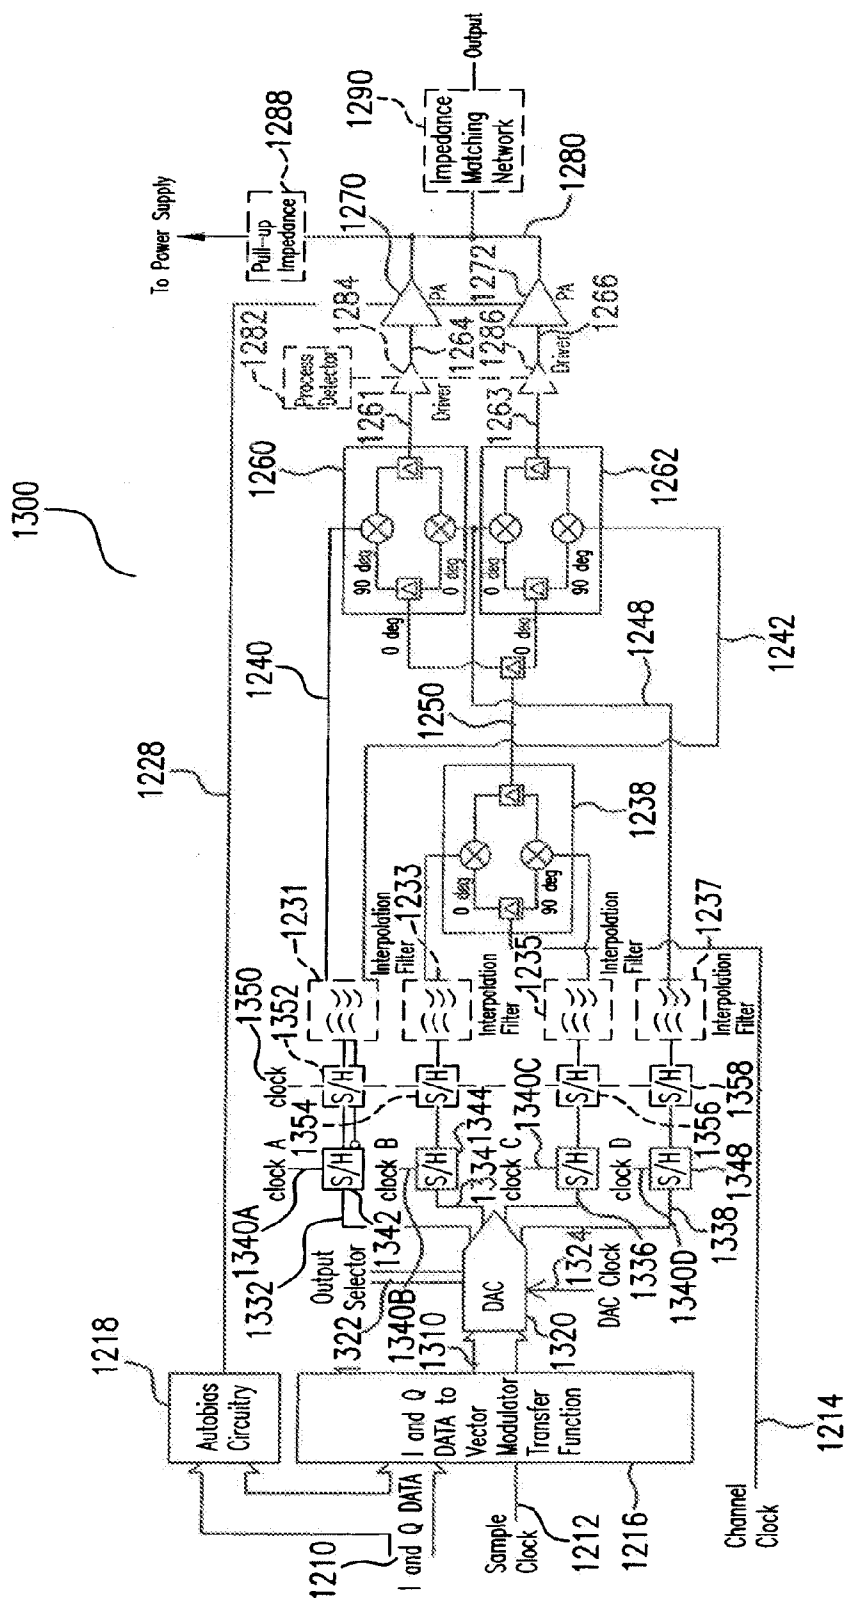 1300
1210
I and Q DATA
Sample
Clock
1212
1216
Channel
Clock
1214
1218
Autobias
Circuitry
I and Q
DATA to
Vector
Modulator
Transfer
Function
1228
1310
1320
DAC
1322
Output
Selector
1324
DAC Clock
1332
1334
1336
1338
clock A
1340A
clock B
1340B
clock C
1340C
clock D
1340D
S/H
1342
S/H
1344
S/H
S/H
1348
clock
1350
S/H
1352
S/H
1354
S/H
1356
S/H
1358
1231
Interpolation
Filter
1233
Interpolation
Filter
1235
Interpolation
Filter
1237
Interpolation
Filter
1238
0 deg
90 deg
1240
1250
1248
1242
0 deg
0 deg
1260
90 deg
0 deg
1262
0 deg
90 deg
1261
1263
1282
Process
Detector
1284
Driver
1286
Driver
1264
1266
1270
PA
1272
PA
1280
To Power Supply
Pull-up
Impedance
1288
1290
Impedance
Matching
Network
Output